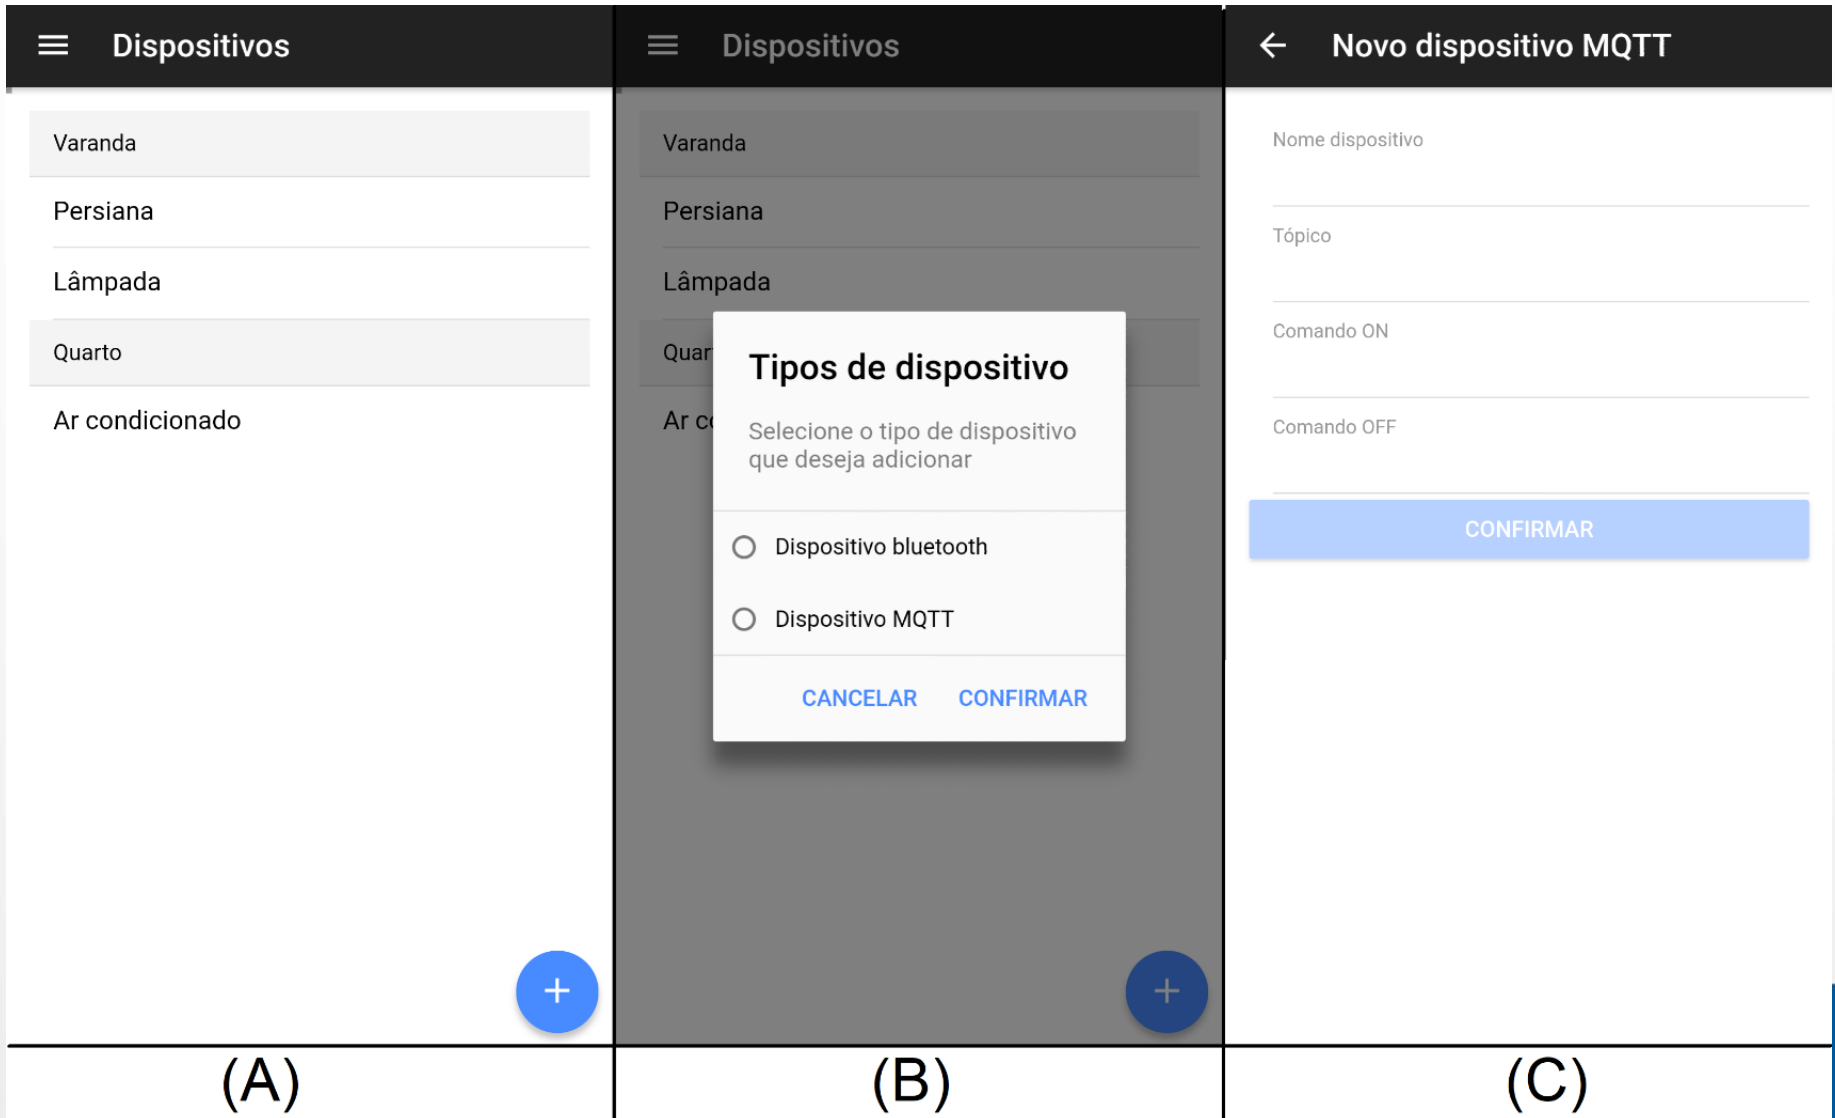 Dispositivos
Varanda
Persiana
Lâmpada
Quarto
Ar condicionado
+
(A)
Dispositivos
Varanda
Persiana
Lâmpada
Quar
Ar co
Tipos de dispositivo
Selecione o tipo de dispositivo
que deseja adicionar
Dispositivo bluetooth
Dispositivo MQTT
CANCELAR CONFIRMAR
+
(B)
Novo dispositivo MQTT
Nome dispositivo
Tópico
Comando ON
Comando OFF
CONFIRMAR
(C)